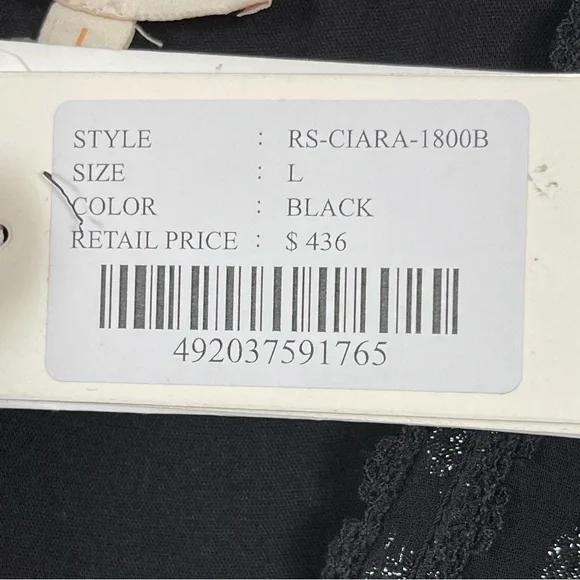 STYLE : RS-CIARA-1800B
SIZE : L
COLOR : BLACK
RETAIL PRICE : $ 436
492037591765